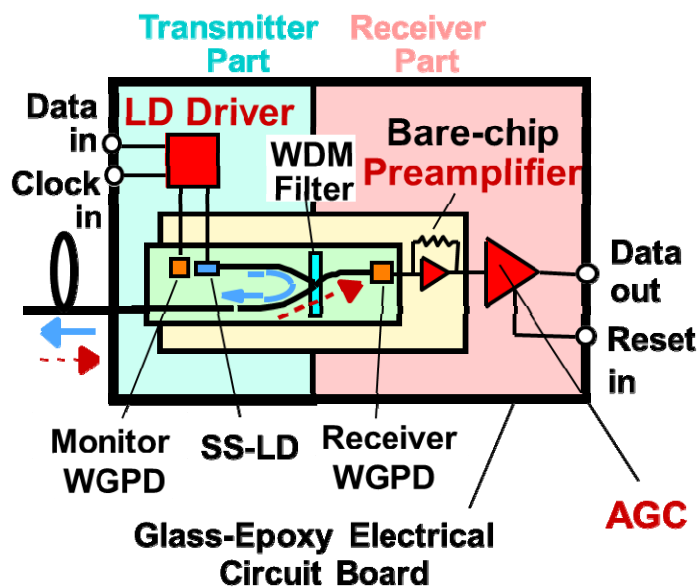 Transmitter
Part
Receiver
Part
Data
in
Clock
in
LD Driver
WDM
Filter
Bare-chip
Preamplifier
Data
out
Reset
in
Monitor
WGPD
SS-LD
Receiver
WGPD
AGC
Glass-Epoxy Electrical
Circuit Board